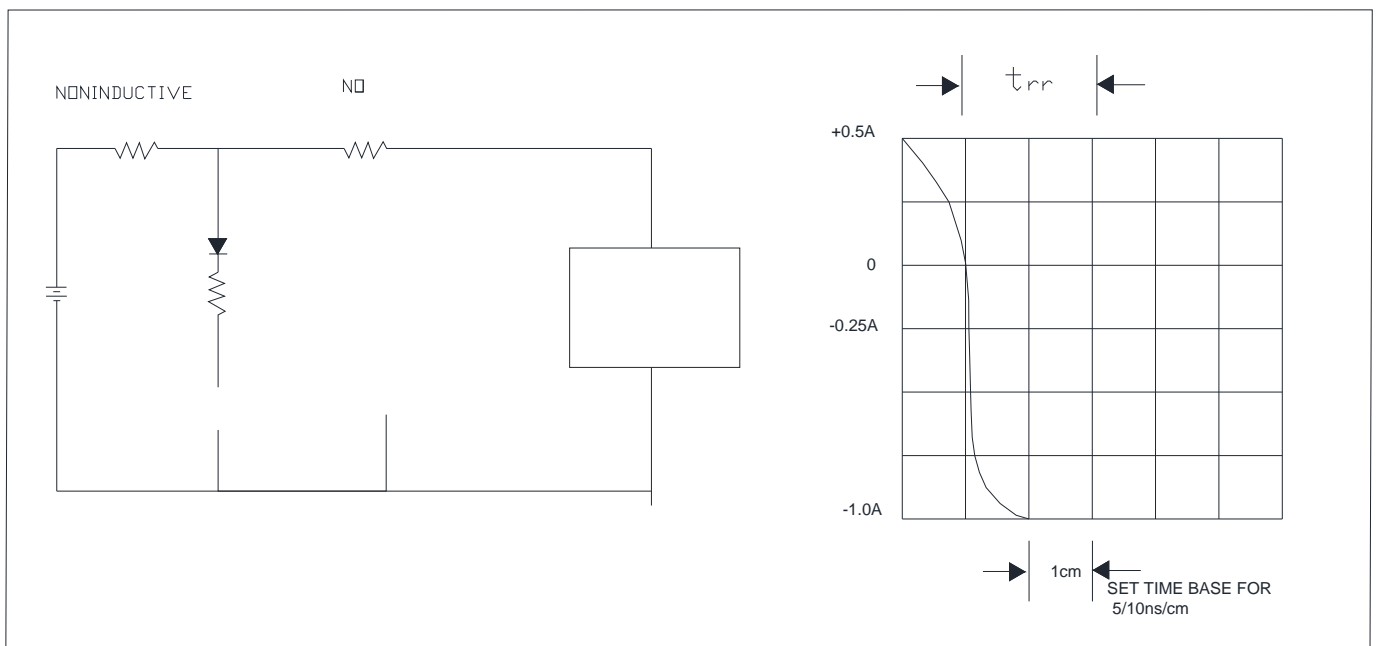 NONINDUCTIVE
NO
trr
+0.5A
0
-0.25A
-1.0A
1cm
SET TIME BASE FOR
5/10ns/cm